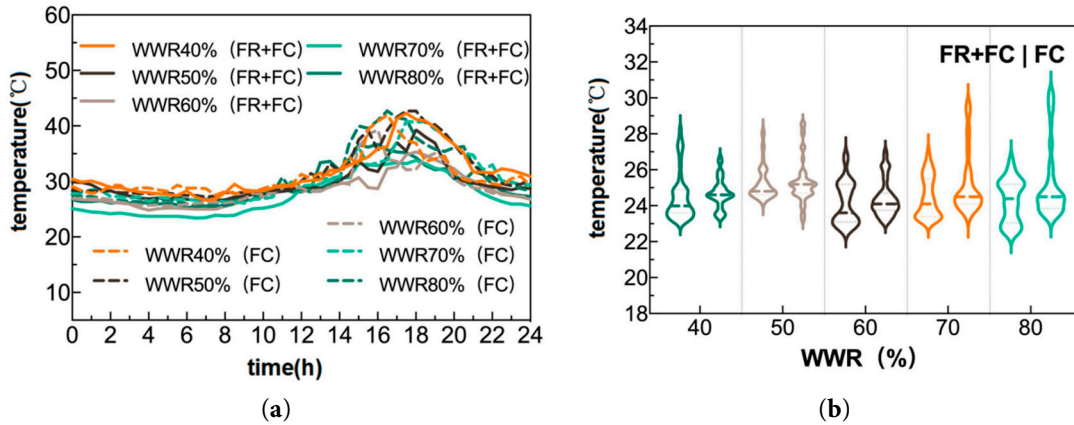 60
50
40
30
20
10
temperature(℃)
WWR40% (FR+FC)
WWR50% (FR+FC)
WWR60% (FR+FC)
WWR70% (FR+FC)
WWR80% (FR+FC)
WWR60% (FC)
WWR40% (FC)
WWR70% (FC)
WWR50% (FC)
WWR80% (FC)
0 2 4 6 8 10 12 14 16 18 20 22 24
time(h)
(a)
FR+FC | FC
34
32
30
28
26
24
22
20
18
temperature(℃)
40 50 60 70 80
WWR (%)
(b)